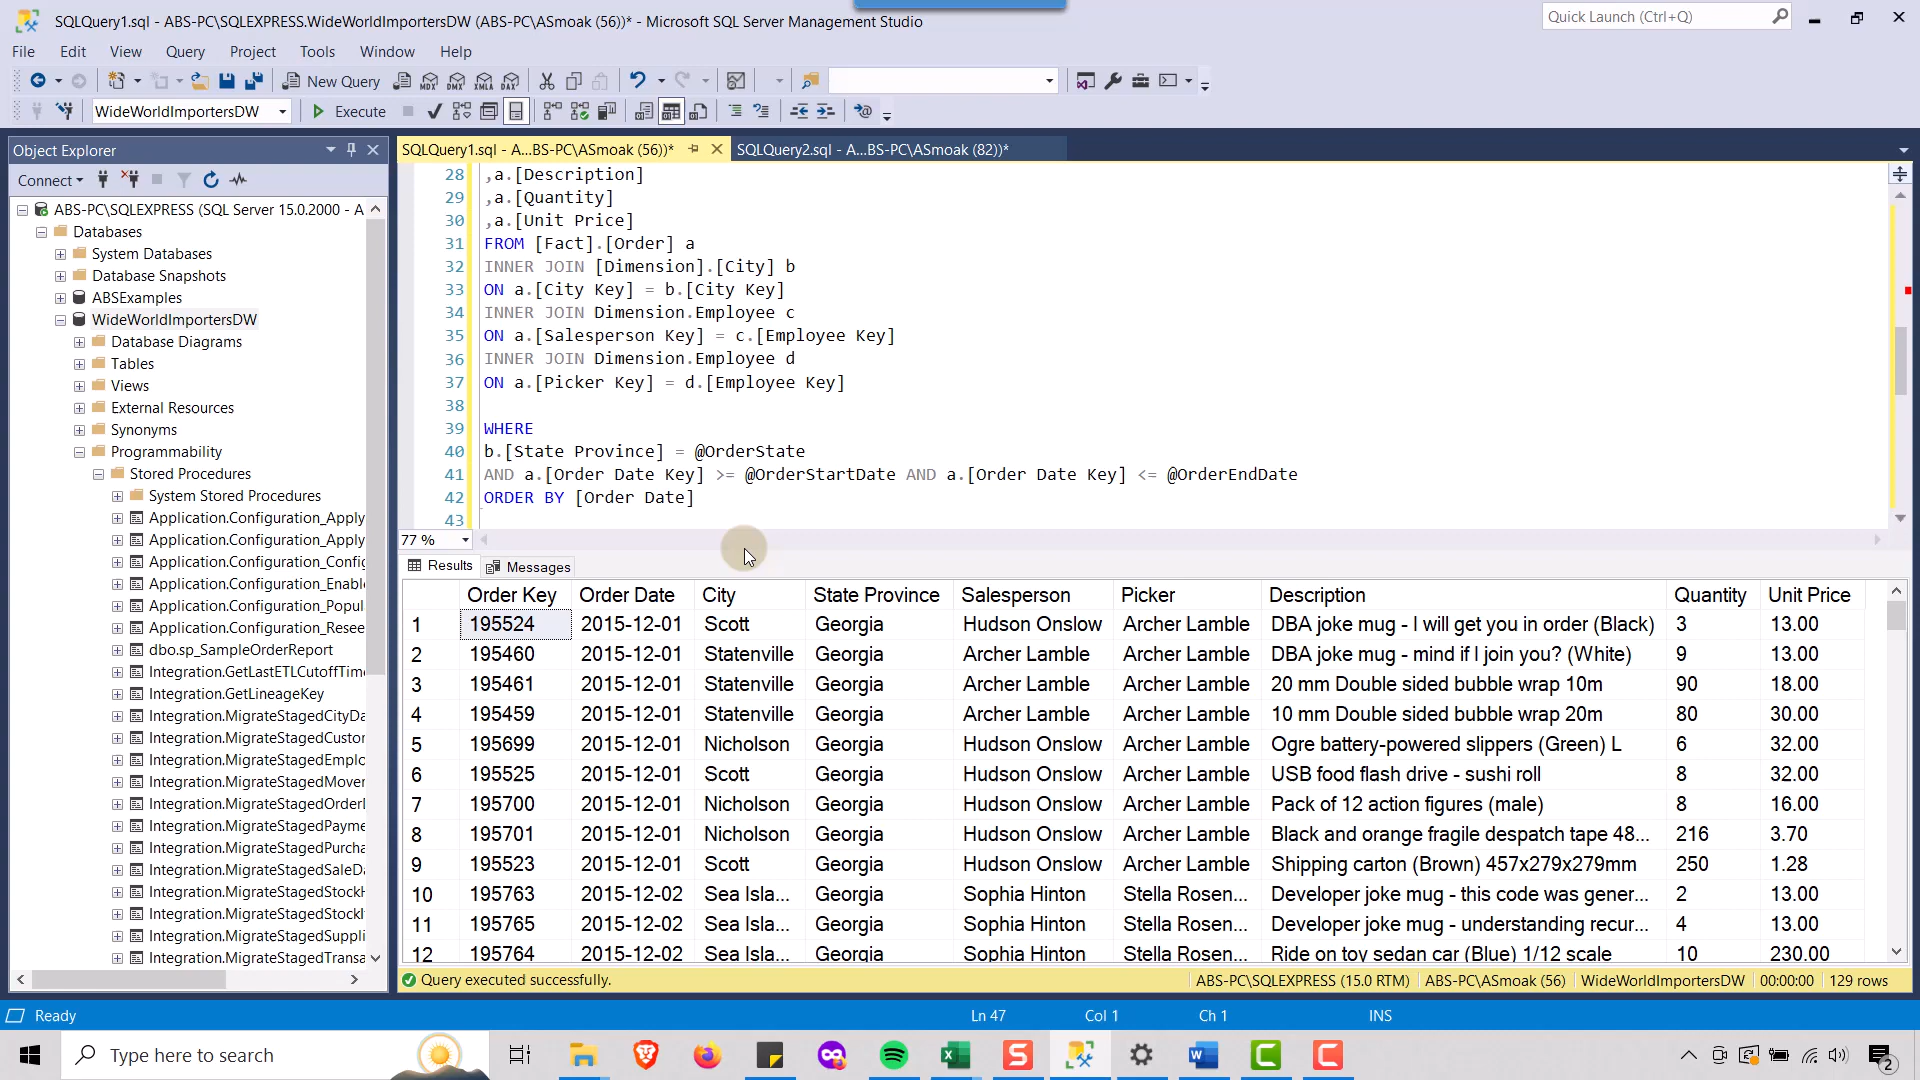 SQLQuery1.sql - ABS-PC\SQLEXPRESS.WideWorldImportersDW (ABS-PC\ASmoak (56))* - Microsoft SQL Server Management Studio
Quick Launch (Ctrl+Q)
File Edit View Query Project Tools Window Help
New Query MDX DMX XMLA DAX
WideWorldImportersDW Execute
Object Explorer
Connect
ABS-PC\SQLEXPRESS (SQL Server 15.0.2000 - A
Databases
System Databases
Database Snapshots
ABSExamples
WideWorldImportersDW
Database Diagrams
Tables
Views
External Resources
Synonyms
Programmability
Stored Procedures
System Stored Procedures
Application.Configuration_Apply
Application.Configuration_Apply
Application.Configuration_Confi
Application.Configuration_Enabl
Application.Configuration_Popul
Application.Configuration_Resee
dbo.sp_SampleOrderReport
Integration.GetLastETLCutoffTim
Integration.GetLineageKey
Integration.MigrateStagedCityDa
Integration.MigrateStagedCustor
Integration.MigrateStagedEmplo
Integration.MigrateStagedMover
Integration.MigrateStagedOrderI
Integration.MigrateStagedPayme
Integration.MigrateStagedPurcha
Integration.MigrateStagedSaleDa
Integration.MigrateStagedStockH
Integration.MigrateStagedStockI
Integration.MigrateStagedSuppli
Integration.MigrateStagedTransa
SQLQuery1.sql - A...BS-PC\ASmoak (56))* SQLQuery2.sql - A...BS-PC\ASmoak (82))*
28 ,a.[Description]
29 ,a.[Quantity]
30 ,a.[Unit Price]
31 FROM [Fact].[Order] a
32 INNER JOIN [Dimension].[City] b
33 ON a.[City Key] = b.[City Key]
34 INNER JOIN Dimension.Employee c
35 ON a.[Salesperson Key] = c.[Employee Key]
36 INNER JOIN Dimension.Employee d
37 ON a.[Picker Key] = d.[Employee Key]
38
39 WHERE
40 b.[State Province] = @OrderState
41 AND a.[Order Date Key] >= @OrderStartDate AND a.[Order Date Key] <= @OrderEndDate
42 ORDER BY [Order Date]
43
77 %
Results Messages
Order Key Order Date City State Province Salesperson Picker Description Quantity Unit Price
1 195524 2015-12-01 Scott Georgia Hudson Onslow Archer Lamble DBA joke mug - I will get you in order (Black) 3 13.00
2 195460 2015-12-01 Statenville Georgia Archer Lamble Archer Lamble DBA joke mug - mind if I join you? (White) 9 13.00
3 195461 2015-12-01 Statenville Georgia Archer Lamble Archer Lamble 20 mm Double sided bubble wrap 10m 90 18.00
4 195459 2015-12-01 Statenville Georgia Archer Lamble Archer Lamble 10 mm Double sided bubble wrap 20m 80 30.00
5 195699 2015-12-01 Nicholson Georgia Hudson Onslow Archer Lamble Ogre battery-powered slippers (Green) L 6 32.00
6 195525 2015-12-01 Scott Georgia Hudson Onslow Archer Lamble USB food flash drive - sushi roll 8 32.00
7 195700 2015-12-01 Nicholson Georgia Hudson Onslow Archer Lamble Pack of 12 action figures (male) 8 16.00
8 195701 2015-12-01 Nicholson Georgia Hudson Onslow Archer Lamble Black and orange fragile despatch tape 48... 216 3.70
9 195523 2015-12-01 Scott Georgia Hudson Onslow Archer Lamble Shipping carton (Brown) 457x279x279mm 250 1.28
10 195763 2015-12-02 Sea Isla... Georgia Sophia Hinton Stella Rosen... Developer joke mug - this code was gener... 2 13.00
11 195765 2015-12-02 Sea Isla... Georgia Sophia Hinton Stella Rosen... Developer joke mug - understanding recur... 4 13.00
12 195764 2015-12-02 Sea Isla... Georgia Sophia Hinton Stella Rosen... Ride on toy sedan car (Blue) 1/12 scale 10 230.00
Query executed successfully. ABS-PC\SQLEXPRESS (15.0 RTM) ABS-PC\ASmoak (56) WideWorldImportersDW 00:00:00 129 rows
Ready Ln 47 Col 1 Ch 1 INS
Type here to search
2